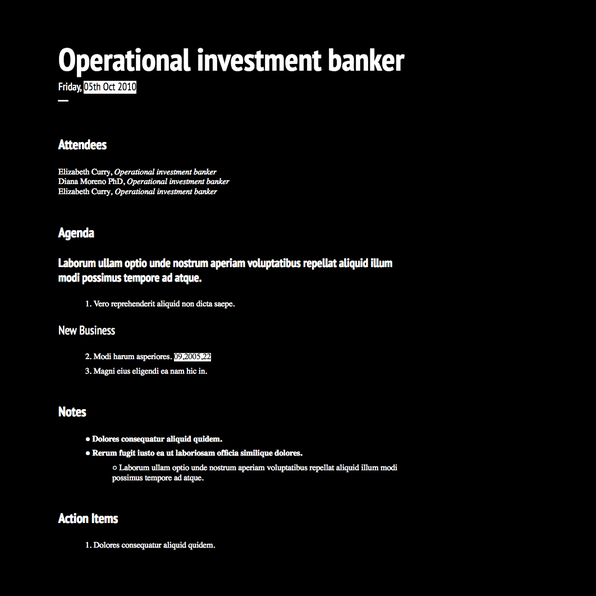 Operational investment banker
Friday, 05th Oct 2010
Attendees
Elizabeth Curry, Operational investment banker
Diana Moreno PhD, Operational investment banker
Elizabeth Curry, Operational investment banker
Agenda
Laborum ullam optio unde nostrum aperiam voluptatibus repellat aliquid illum
modi possimus tempore ad atque.
1. Vero reprehenderit aliquid non dicta saepe.
New Business
2. Modi harum asperiores. 09.2005.22
3. Magni eius eligendi ea nam hic in.
Notes
● Dolores consequatur aliquid quidem.
● Rerum fugit iusto ea ut laboriosam officia similique dolores.
○ Laborum ullam optio unde nostrum aperiam voluptatibus repellat aliquid illum modi
possimus tempore ad atque.
Action Items
1. Dolores consequatur aliquid quidem.